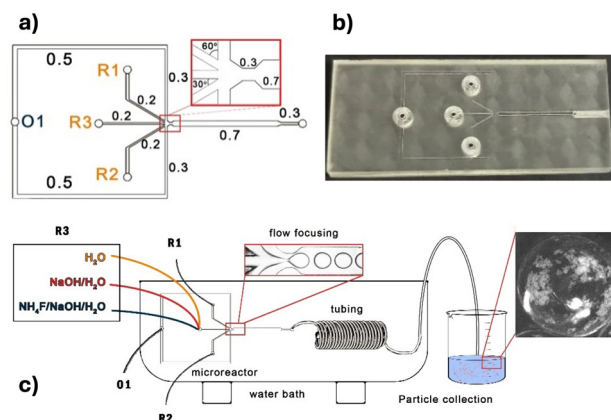 a)
b)
0.5
R1
0.3
60°
0.3
30°
0.7
0.2
O1
R3
0.2
0.7
0.2
R2
0.3
0.5
R3
R1
flow focusing
H₂O
NaOH/H₂O
NH₄F/NaOH/H₂O
tubing
O1
microreactor
water bath
Particle collection
c)
R2